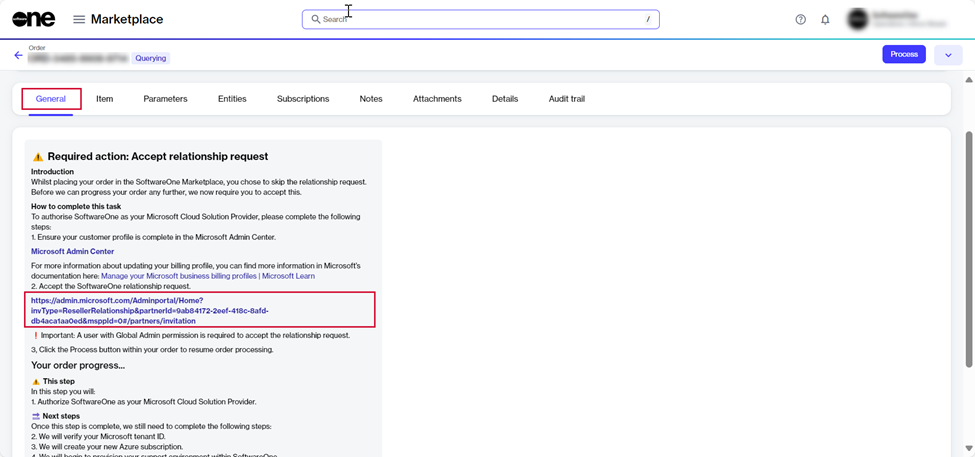 software one
Marketplace
Search
/
Order
Querying
Process
General
Item
Parameters
Entities
Subscriptions
Notes
Attachments
Details
Audit trail
Required action: Accept relationship request
Introduction
Whilst placing your order in the SoftwareOne Marketplace, you chose to skip the relationship request.
Before we can progress your order any further, we now require you to accept this.
How to complete this task
To authorise SoftwareOne as your Microsoft Cloud Solution Provider, please complete the following
steps:
1. Ensure your customer profile is complete in the Microsoft Admin Center.
Microsoft Admin Center
For more information about updating your billing profile, you can find more information in Microsoft's
documentation here: Manage your Microsoft business billing profiles | Microsoft Learn
2. Accept the SoftwareOne relationship request.
https://admin.microsoft.com/Adminportal/Home?
invType=ResellerRelationship&partnerId=9ab84172-2eef-418c-8afd-
db4aca1aa0ed&msppId=0#/partners/invitation
❗ Important: A user with Global Admin permission is required to accept the relationship request.
3, Click the Process button within your order to resume order processing.
Your order progress...
This step
In this step you will:
1. Authorize SoftwareOne as your Microsoft Cloud Solution Provider.
Next steps
Once this step is complete, we still need to complete the following steps:
2. We will verify your Microsoft tenant ID.
3. We will create your new Azure subscription.
4. We will begin to provision your support environment within SoftwareOne.